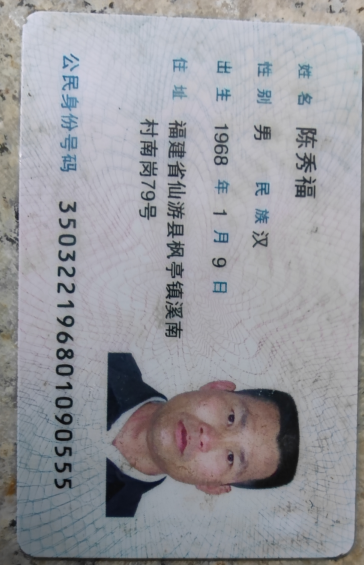 姓名 陈秀福
性别 男 民族 汉
出生 1968 年 1 月 9 日
住址 福建省仙游县枫亭镇溪南
村南岗79号
公民身份号码 350322196801090555